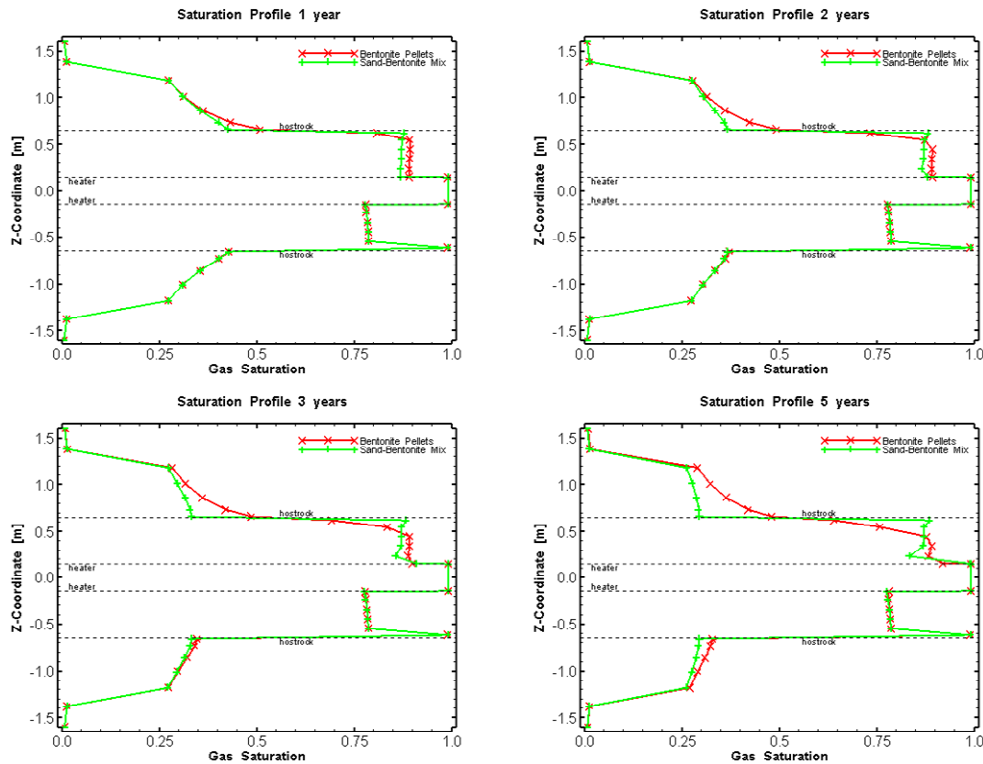 Saturation Profile 1 year
Bentonite Pellets
Sand-Bentonite Mix
1.5
1.0
0.5
0.0
-0.5
-1.0
-1.5
Z-Coordinate [m]
hostrock
heater
heater
hostrock
0.0 0.25 0.5 0.75 1.0
Gas Saturation
Saturation Profile 2 years
Bentonite Pellets
Sand-Bentonite Mix
1.5
1.0
0.5
0.0
-0.5
-1.0
-1.5
Z-Coordinate [m]
hostrock
heater
heater
hostrock
0.0 0.25 0.5 0.75 1.0
Gas Saturation
Saturation Profile 3 years
Bentonite Pellets
Sand-Bentonite Mix
1.5
1.0
0.5
0.0
-0.5
-1.0
-1.5
Z-Coordinate [m]
hostrock
heater
heater
hostrock
0.0 0.25 0.5 0.75 1.0
Gas Saturation
Saturation Profile 5 years
Bentonite Pellets
Sand-Bentonite Mix
1.5
1.0
0.5
0.0
-0.5
-1.0
-1.5
Z-Coordinate [m]
hostrock
heater
heater
hostrock
0.0 0.25 0.5 0.75 1.0
Gas Saturation